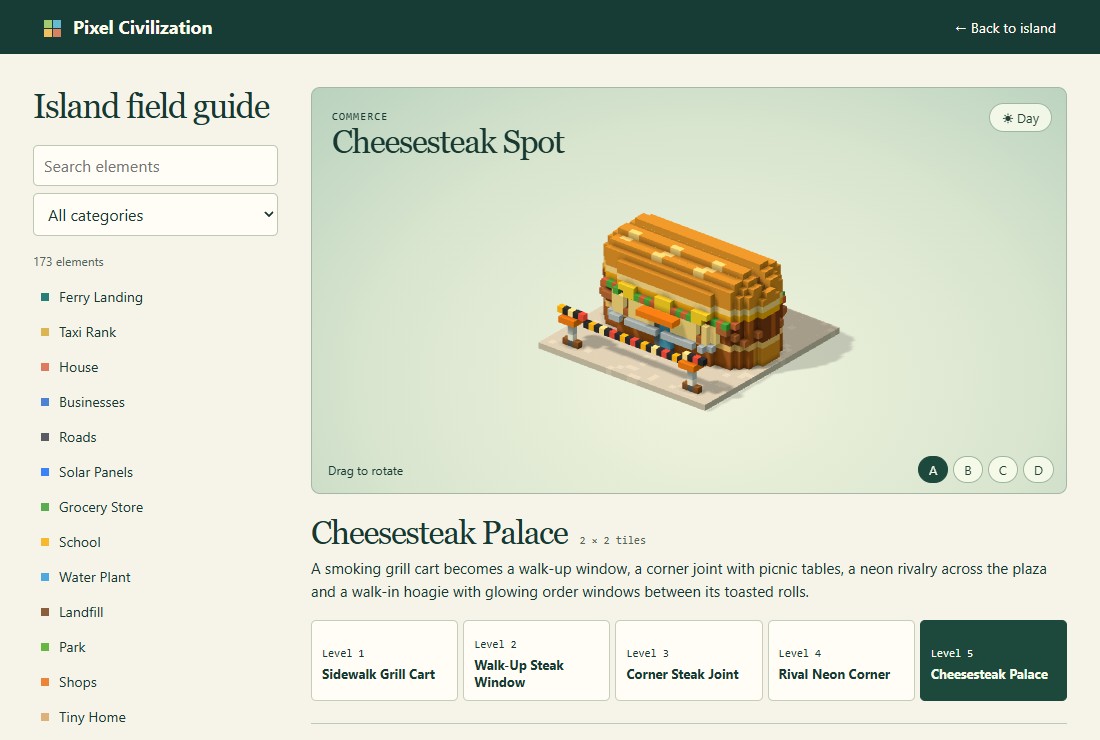 Pixel Civilization
← Back to island
Island field guide
Search elements
All categories
173 elements
Ferry Landing
Taxi Rank
House
Businesses
Roads
Solar Panels
Grocery Store
School
Water Plant
Landfill
Park
Shops
Tiny Home
COMMERCE
Cheesesteak Spot
☀ Day
Drag to rotate
A B C D
Cheesesteak Palace 2 × 2 tiles
A smoking grill cart becomes a walk-up window, a corner joint with picnic tables, a neon rivalry across the plaza
and a walk-in hoagie with glowing order windows between its toasted rolls.
Level 1
Sidewalk Grill Cart
Level 2
Walk-Up Steak
Window
Level 3
Corner Steak Joint
Level 4
Rival Neon Corner
Level 5
Cheesesteak Palace